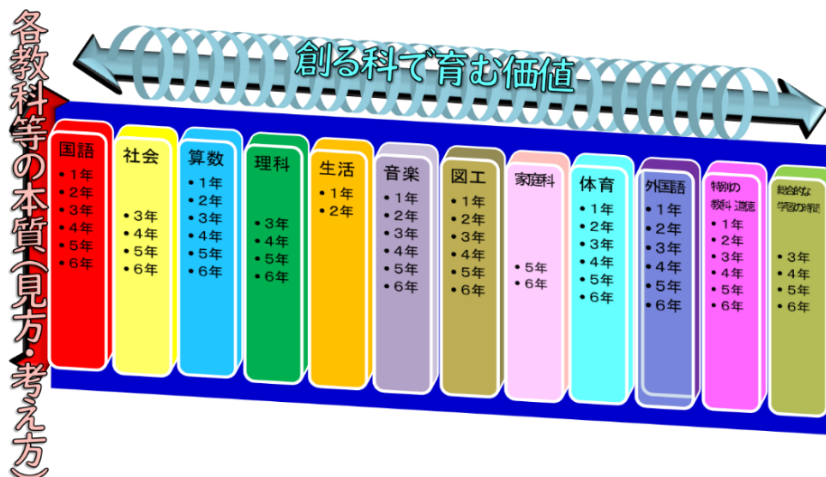 各教科等の本質(見方・考え方)
創る科で育む価値
国語
• 1年
• 2年
• 3年
• 4年
• 5年
• 6年
社会
• 3年
• 4年
• 5年
• 6年
算数
• 1年
• 2年
• 3年
• 4年
• 5年
• 6年
理科
• 3年
• 4年
• 5年
• 6年
生活
• 1年
• 2年
音楽
• 1年
• 2年
• 3年
• 4年
• 5年
• 6年
図工
• 1年
• 2年
• 3年
• 4年
• 5年
• 6年
家庭科
• 5年
• 6年
体育
• 1年
• 2年
• 3年
• 4年
• 5年
• 6年
外国語
• 1年
• 2年
• 3年
• 4年
• 5年
• 6年
特別の
教科 道徳
• 1年
• 2年
• 3年
• 4年
• 5年
• 6年
総合的な
学習の時間
• 3年
• 4年
• 5年
• 6年